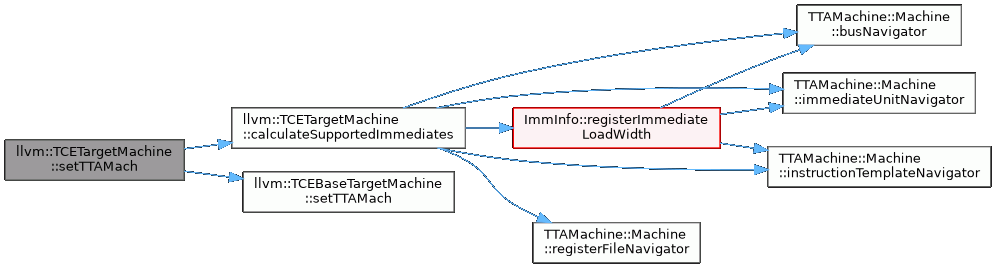 llvm::TCETargetMachine
::setTTAMach
llvm::TCETargetMachine
::calculateSupportedImmediates
llvm::TCEBaseTargetMachine
::setTTAMach
ImmInfo::registerImmediate
LoadWidth
TTAMachine::Machine
::registerFileNavigator
TTAMachine::Machine
::busNavigator
TTAMachine::Machine
::immediateUnitNavigator
TTAMachine::Machine
::instructionTemplateNavigator